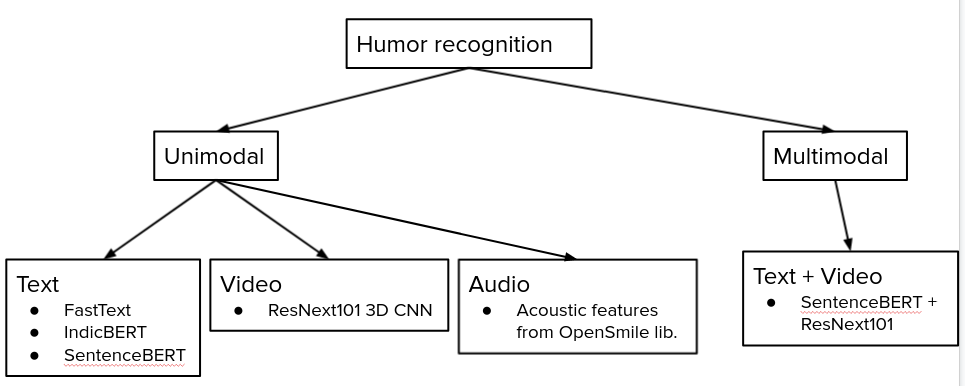 Humor recognition
Unimodal
Multimodal
Text
● FastText
● IndicBERT
● SentenceBERT
Video
● ResNext101 3D CNN
Audio
● Acoustic features
from OpenSmile lib.
Text + Video
● SentenceBERT +
ResNext101